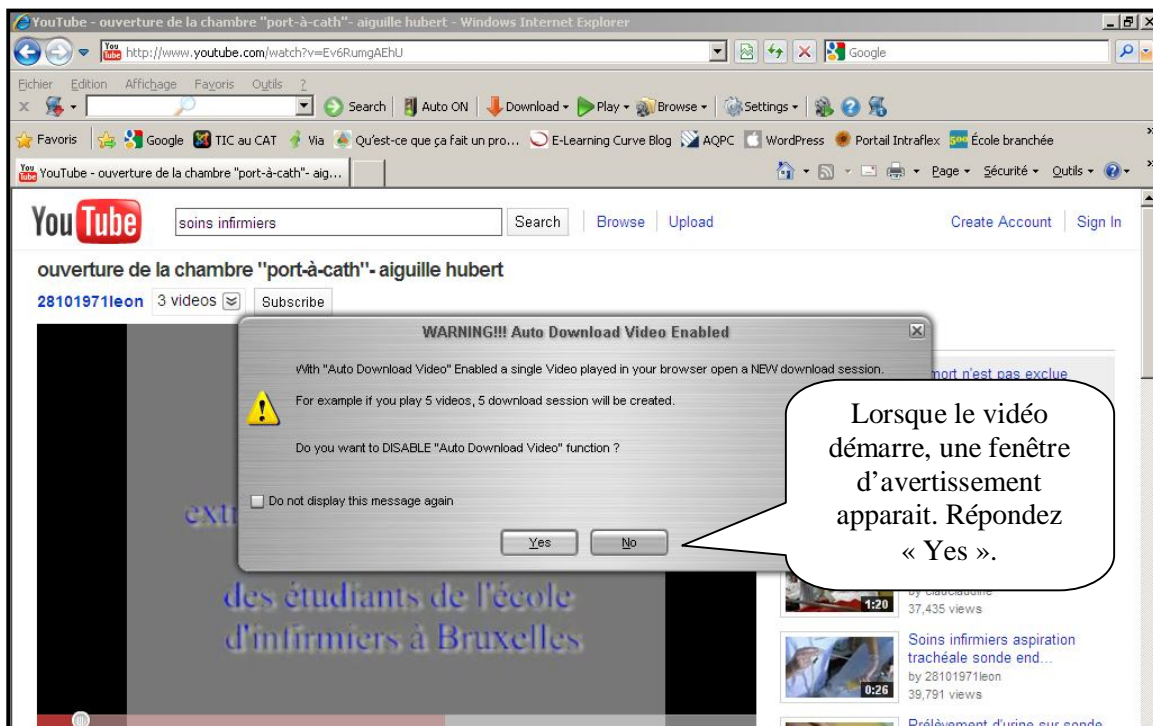 YouTube - ouverture de la chambre "port-à-cath"- aiguille hubert - Windows Internet Explorer
http://www.youtube.com/watch?v=Ev6RumgAEhU
Google
Eichier Edition Affichage Favoris Outils ?
Search Auto ON Download Play Browse Settings
Favoris Google TIC au CAT Via Qu'est-ce que ça fait un pro... E-Learning Curve Blog AQPC WordPress Portail Intraflex École branchée
YouTube - ouverture de la chambre "port-à-cath"- aig... Page Sécurité Outils
You Tube soins infirmiers Search Browse Upload Create Account Sign In
ouverture de la chambre "port-à-cath"- aiguille hubert
28101971leon 3 videos Subscribe
WARNING!!! Auto Download Video Enabled
With "Auto Download Video" Enabled a single Video played in your browser open a NEW download session.
For example if you play 5 videos, 5 download session will be created.
Do you want to DISABLE "Auto Download Video" function ?
Do not display this message again
Yes No
mort n'est pas exclue
Lorsque le vidéo
démarre, une fenêtre
d'avertissement
apparait. Répondez
« Yes ».
des étudiants de l'école
d'infirmiers à Bruxelles
by clauclaudine
1:20 37,435 views
Soins infirmiers aspiration
trachéale sonde end...
by 28101971leon
0:26 39,791 views
Prélèvement d'urine sur sonde